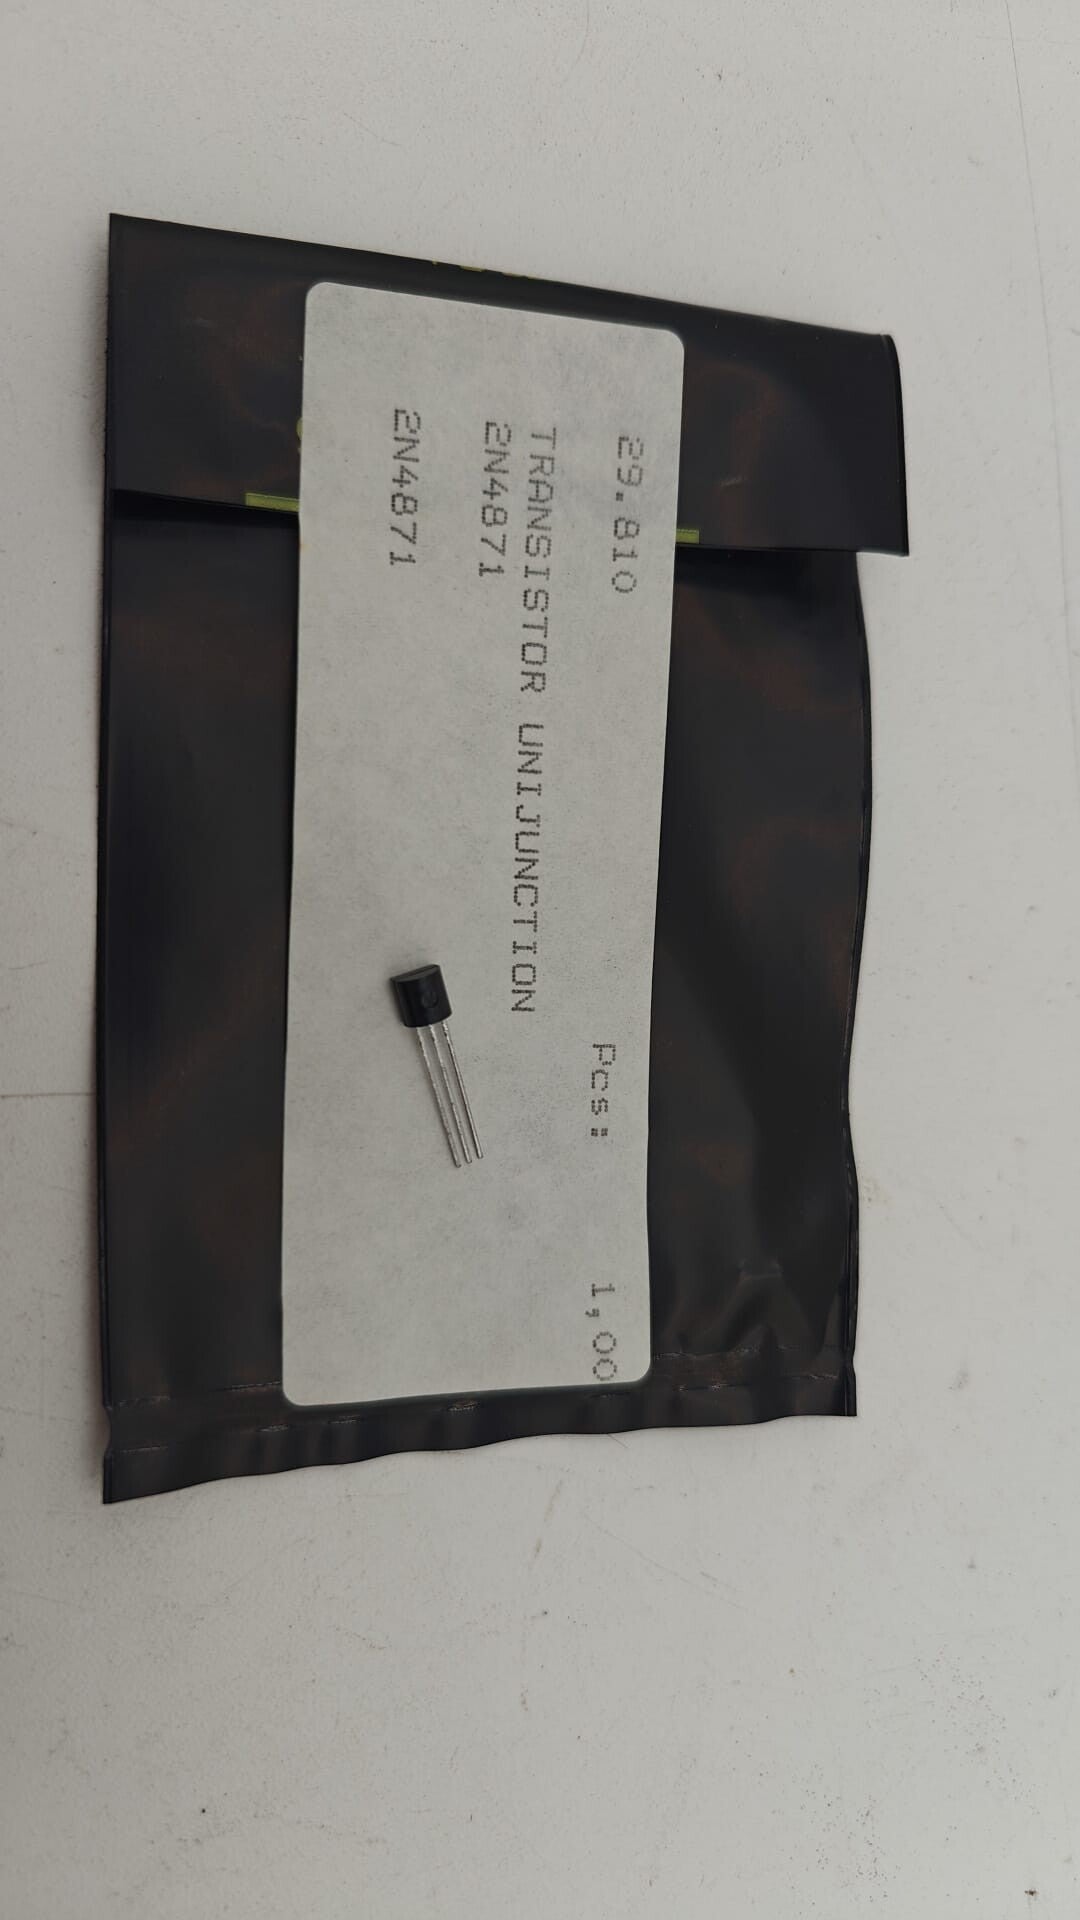 29.810
Pcs: 1,00
TRANSISTOR UNIJUNCTION
2N4871
2N4871